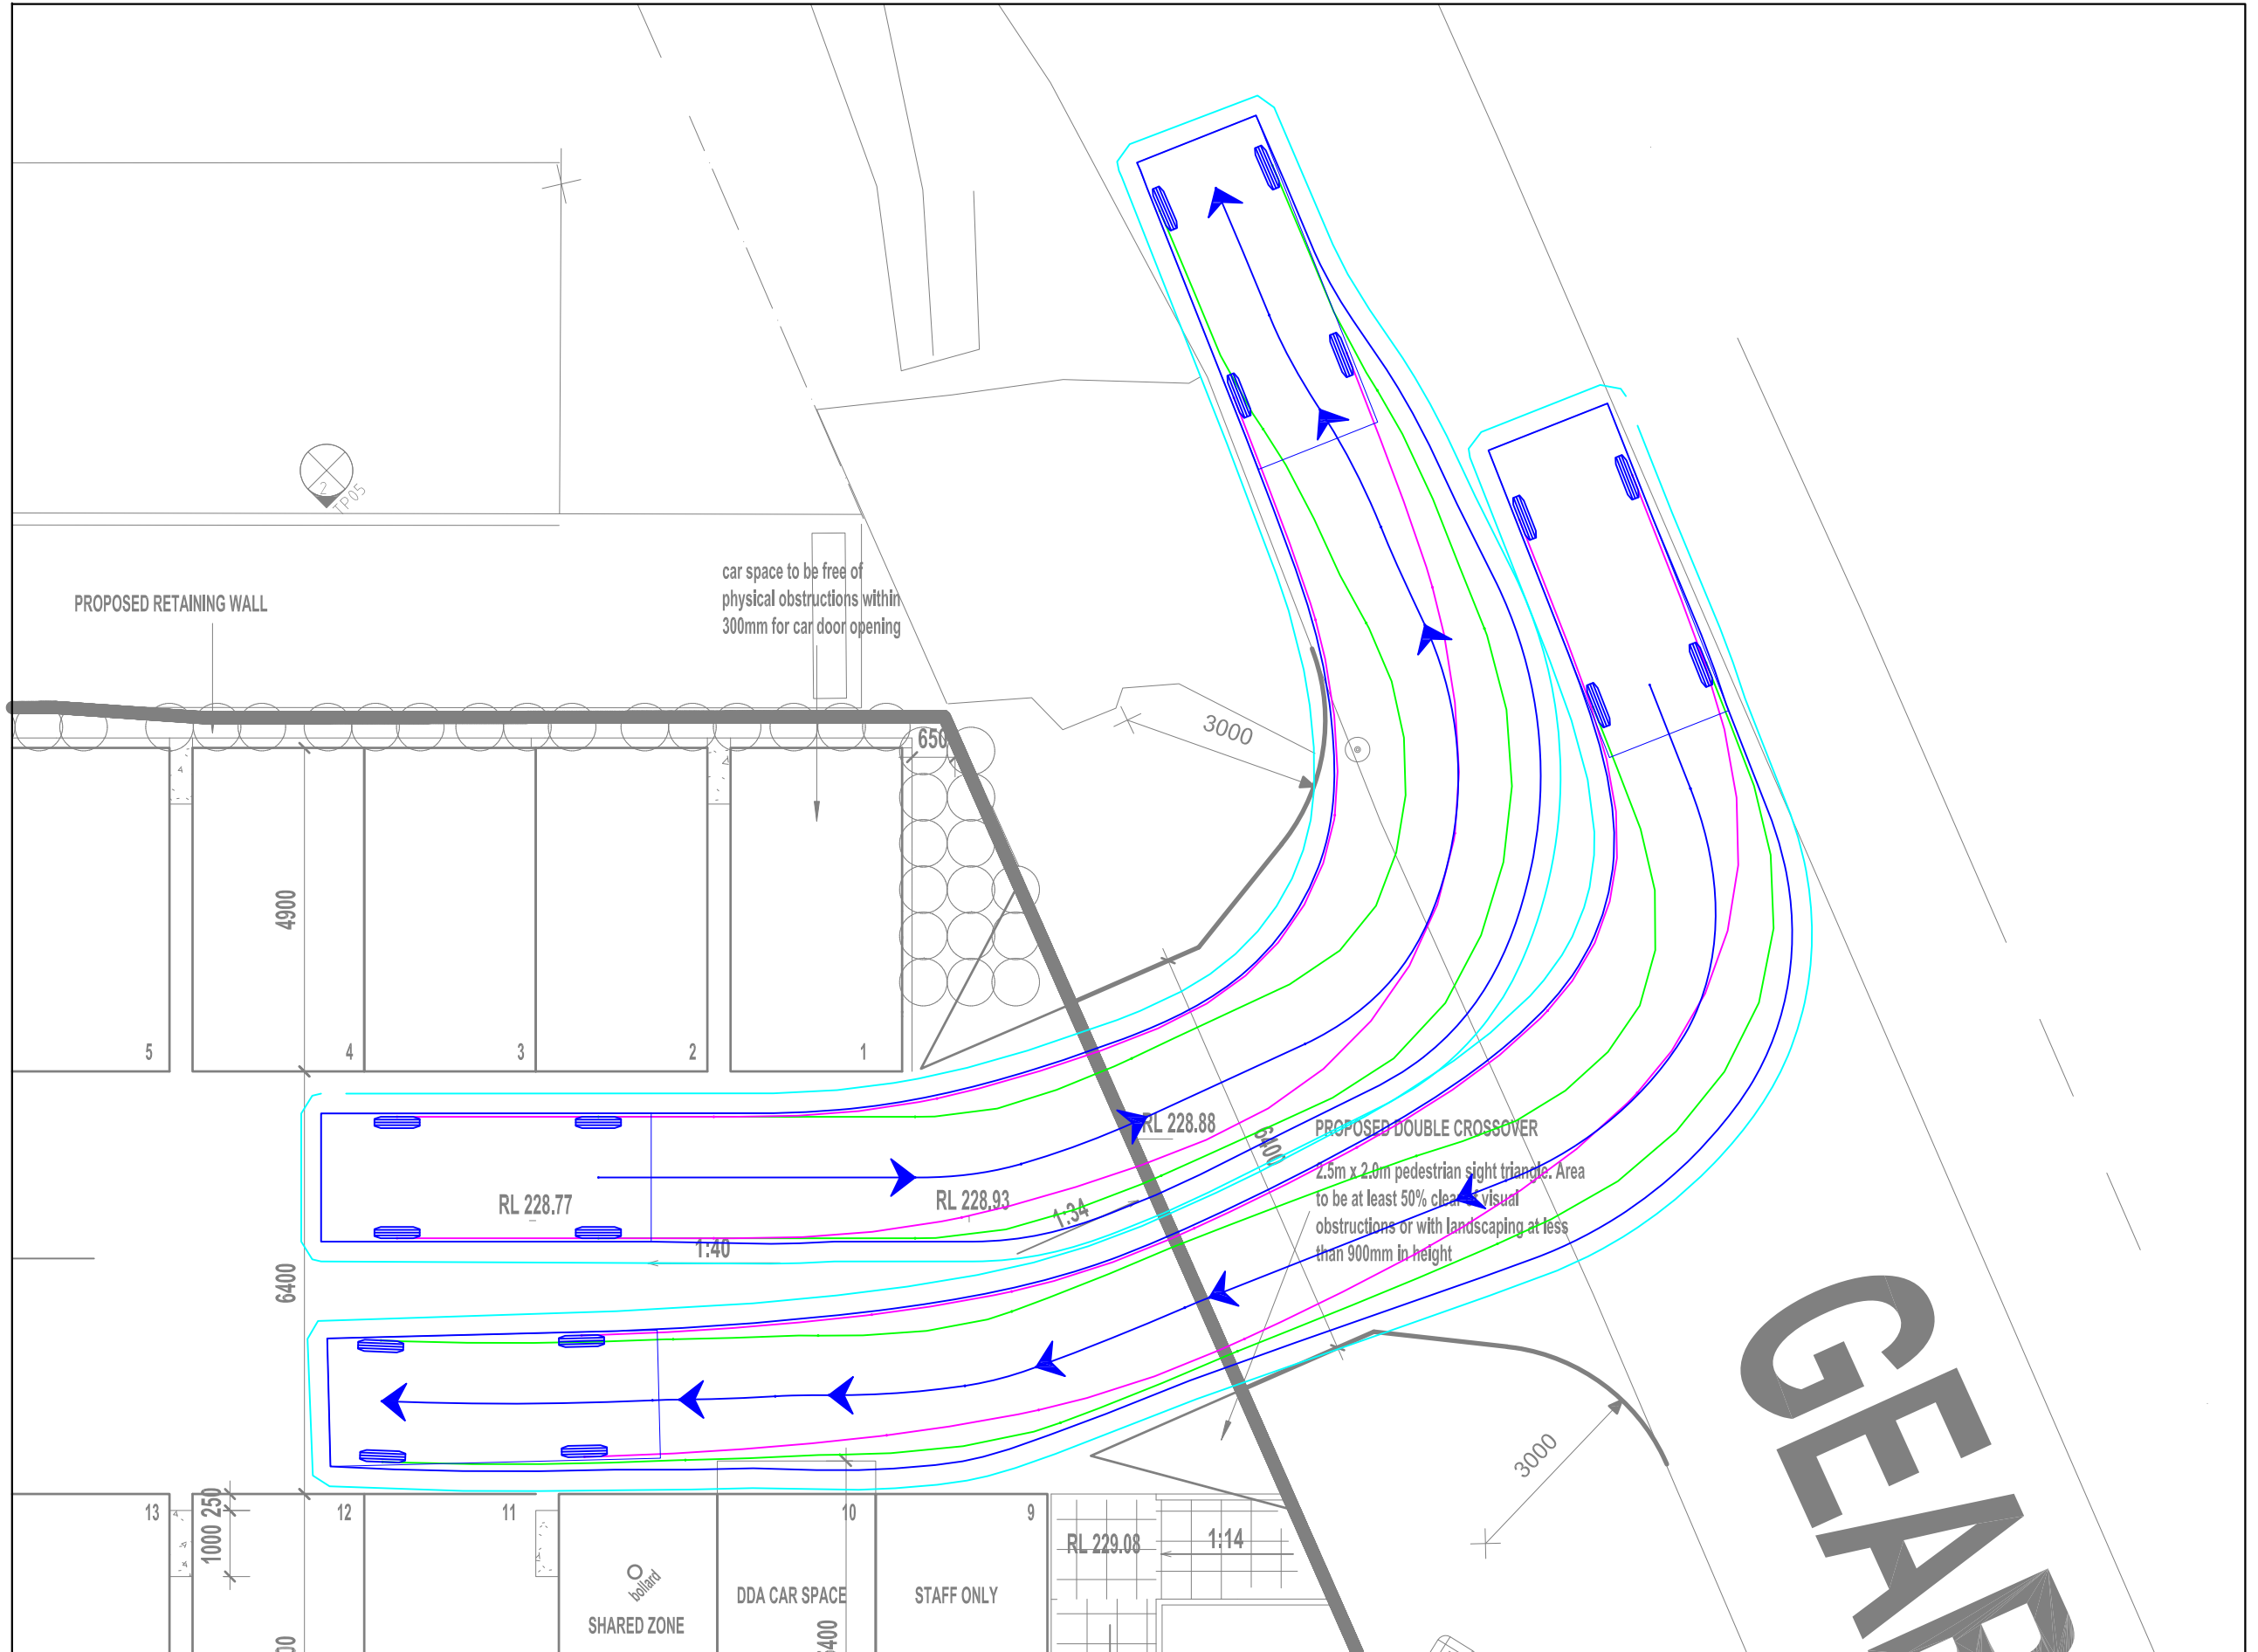 2
TP05
car space to be free of
physical obstructions within
300mm for car door opening
PROPOSED RETAINING WALL
650
3000
4900
5
4
3
2
1
RL 228.88
6400
PROPOSED DOUBLE CROSSOVER
2.5m x 2.0m pedestrian sight triangle. Area
to be at least 50% clear of visual
obstructions or with landscaping at less
than 900mm in height
RL 228.77
RL 228.93
1:34
1:40
6400
GEAR
3000
13
12
11
10
9
250
1000
RL 229.08
1:14
bollard
SHARED ZONE
DDA CAR SPACE
STAFF ONLY